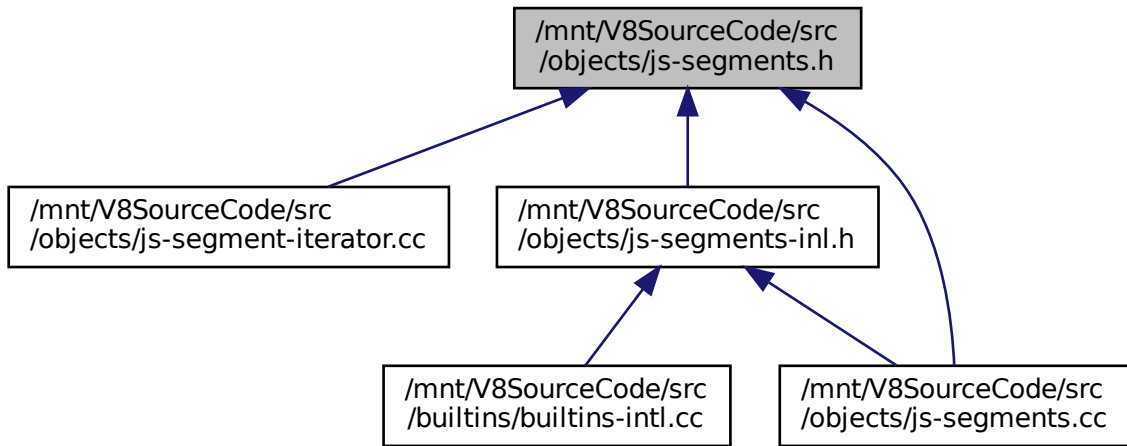 /mnt/V8SourceCode/src
/objects/js-segments.h
/mnt/V8SourceCode/src
/objects/js-segment-iterator.cc
/mnt/V8SourceCode/src
/objects/js-segments-inl.h
/mnt/V8SourceCode/src
/builtins/builtins-intl.cc
/mnt/V8SourceCode/src
/objects/js-segments.cc